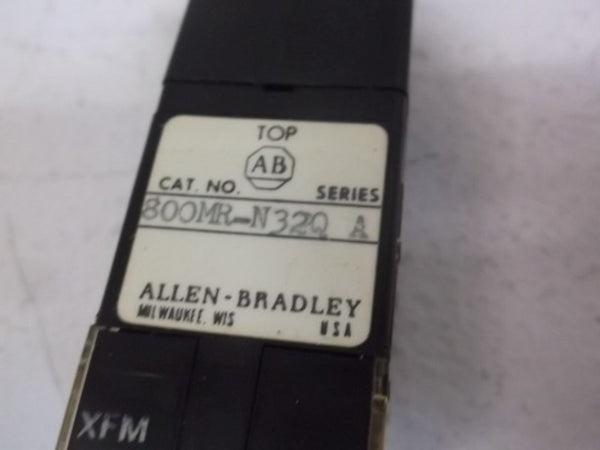 TOP
AB
CAT. NO. SERIES
800MR-N32Q A
ALLEN-BRADLEY
MILWAUKEE, WIS USA
XFM